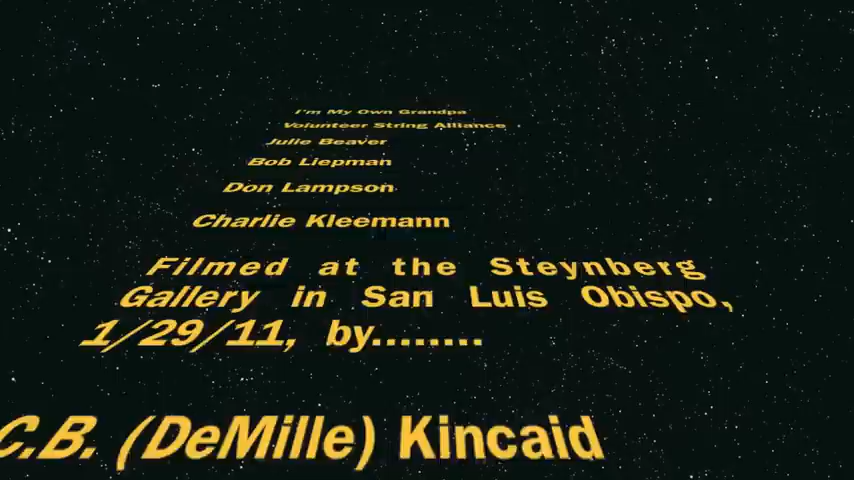 I'm My Own Grandpa
Volunteer String Alliance
Julie Beaver
Bob Liepman
Don Lampson
Charlie Kleemann
Filmed at the Steynberg
Gallery in San Luis Obispo,
1/29/11, by........
C.B. (DeMille) Kincaid